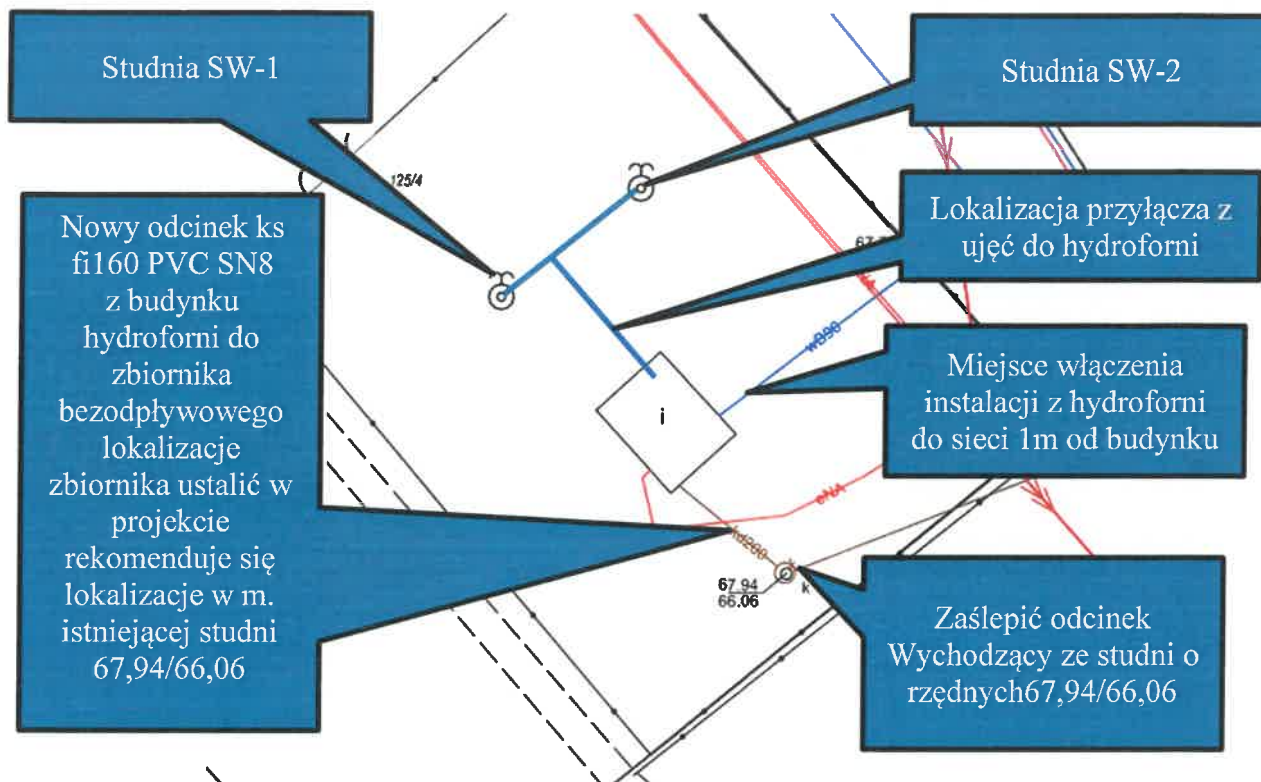 Studnia SW-1
Studnia SW-2
125/4
Nowy odcinek ks
fi160 PVC SN8
z budynku
hydroforni do
zbiornika
bezodpływowego
lokalizacje
zbiornika ustalić w
projekcie
rekomenduje się
lokalizacje w m.
istniejącej studni
67,94/66,06
Lokalizacja przyłącza z
ujęć do hydroforni
wB90
Miejsce włączenia
instalacji z hydroforni
do sieci 1m od budynku
i
eNA
67.94
66.06
k
Zaślepić odcinek
Wychodzący ze studni o
rzędnych67,94/66,06